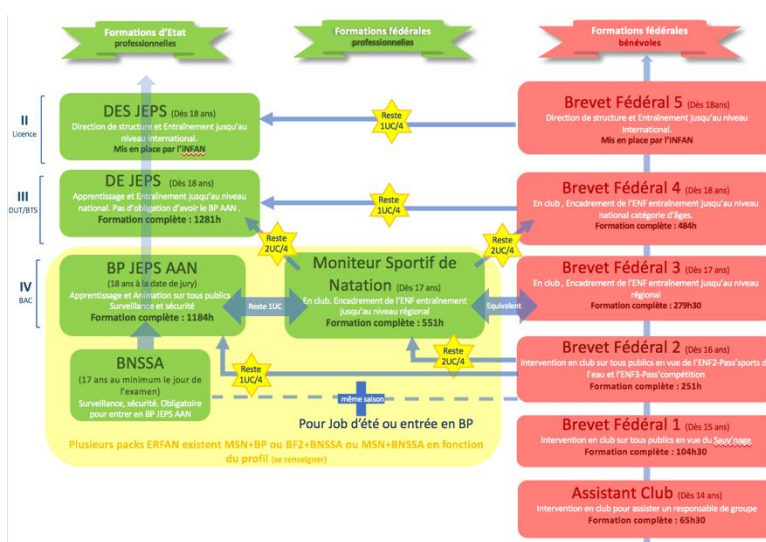 Formations d'Etat
professionnelles
Formations fédérales
professionnelles
Formations fédérales
bénévoles
II
Licence
DES JEPS (Dès 18 ans)
Direction de structure et Entraînement jusqu'au
niveau International.
Mis en place par l'INFAN
Reste
1UC/4
Brevet Fédéral 5 (Dès 18ans)
Direction de structure et Entraînement jusqu'au
niveau International.
Mis en place par l'INFAN
III
DUT/BTS
DE JEPS (Dès 18 ans)
Apprentissage et Entraînement jusqu'au niveau
national. Pas d'obligation d'avoir le BP AAN .
Formation complète : 1281h
Reste
1UC/4
Brevet Fédéral 4 (Dès 18 ans)
En club , Encadrement de l'ENF entraînement jusqu'au niveau
national catégorie d'âges.
Formation complète : 484h
Reste
2UC/4
Reste
2UC/4
IV
BAC
BP JEPS AAN
(18 ans à la date de jury)
Apprentissage et Animation sur tous publics
Surveillance et sécurité
Formation complète : 1184h
Reste 1UC
Moniteur Sportif de
Natation (Dès 17 ans)
En club. Encadrement de l'ENF entraînement
jusqu'au niveau régional
Formation complète : 551h
Equivalent
Brevet Fédéral 3 (Dès 17 ans)
En club , Encadrement de l'ENF entraînement jusqu'au niveau
régional
Formation complète : 279h30
BNSSA
(17 ans au minimum le jour de
l'examen)
Surveillance, sécurité. Obligatoire
pour entrer en BP JEPS AAN
Reste
1UC/4
Reste
2UC/4
Brevet Fédéral 2 (Dès 16 ans)
Intervention en club sur tous publics en vue de l'ENF2-Pass'sports de
l'eau et l'ENF3-Pass'compétition
Formation complète : 251h
même saison
Pour Job d'été ou entrée en BP
Plusieurs packs ERFAN existent MSN+BP ou BF2+BNSSA ou MSN+BNSSA en fonction
du profil (se renseigner)
Brevet Fédéral 1 (Dès 15 ans)
Intervention en club sur tous publics en vue du Sauv'nage
Formation complète : 104h30
Assistant Club (Dès 14 ans)
Intervention en club pour assister un responsable de groupe
Formation complète : 65h30